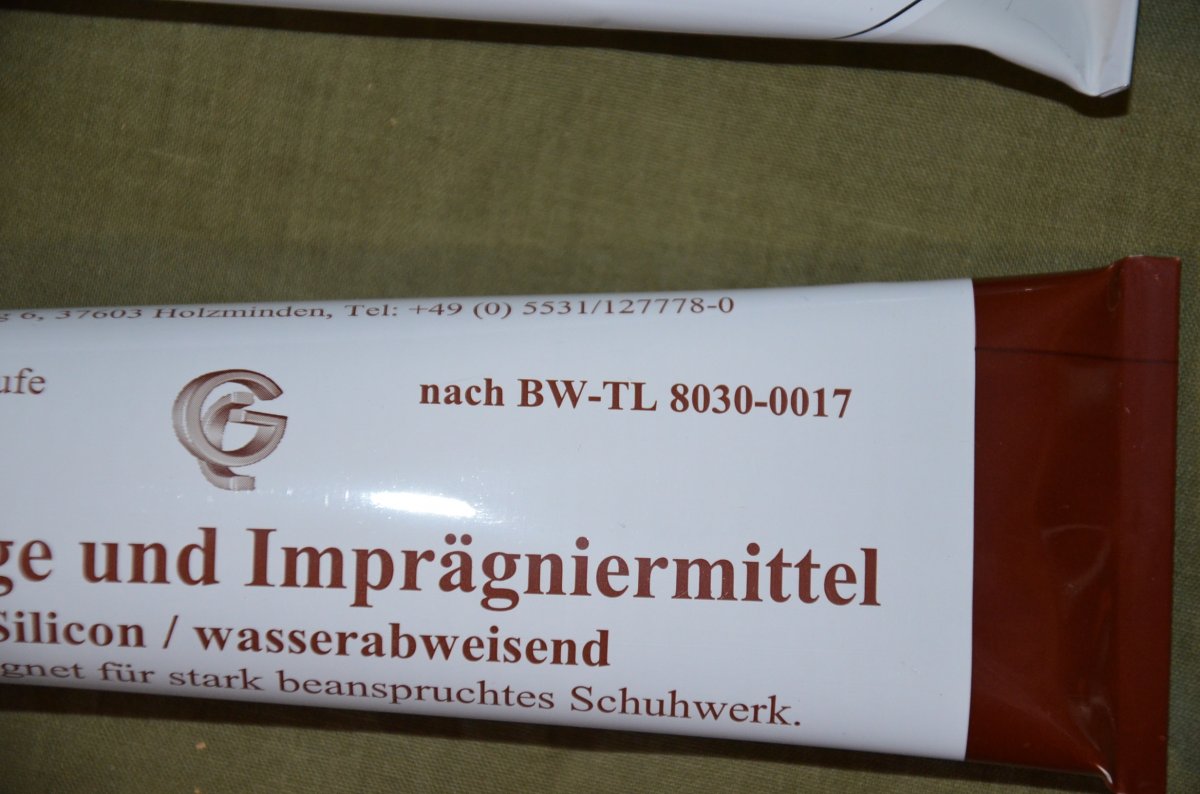 6, 37603 Holzminden, Tel: +49 (0) 5531/127778-0
ufe
nach BW-TL 8030-0017
ge und Imprägniermittel
Silicon / wasserabweisend
gnet für stark beanspruchtes Schuhwerk.